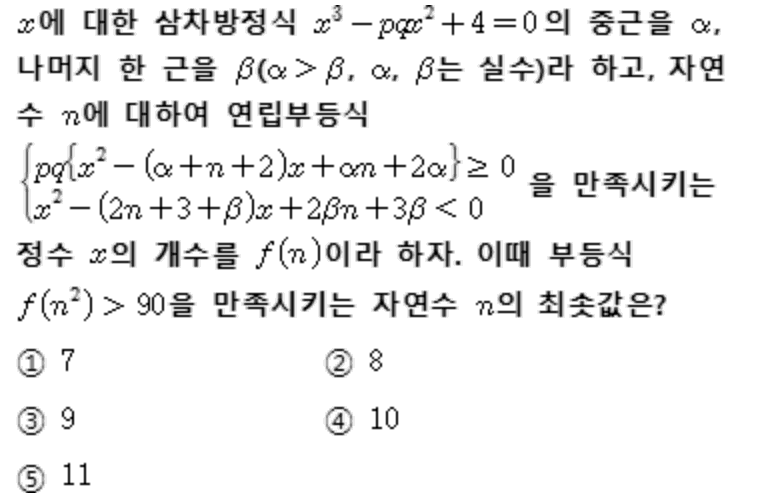 x에 대한 삼차방정식 x³ − pqx² + 4 = 0의 중근을 α,
나머지 한 근을 β(α > β, α, β는 실수)라 하고, 자연
수 n에 대하여 연립부등식
{pq{x² − (α + n + 2)x + αn + 2α} ≥ 0
{x² − (2n + 3 + β)x + 2βn + 3β < 0 을 만족시키는
정수 x의 개수를 f(n)이라 하자. 이때 부등식
f(n²) > 90을 만족시키는 자연수 n의 최솟값은?
① 7 ② 8
③ 9 ④ 10
⑤ 11